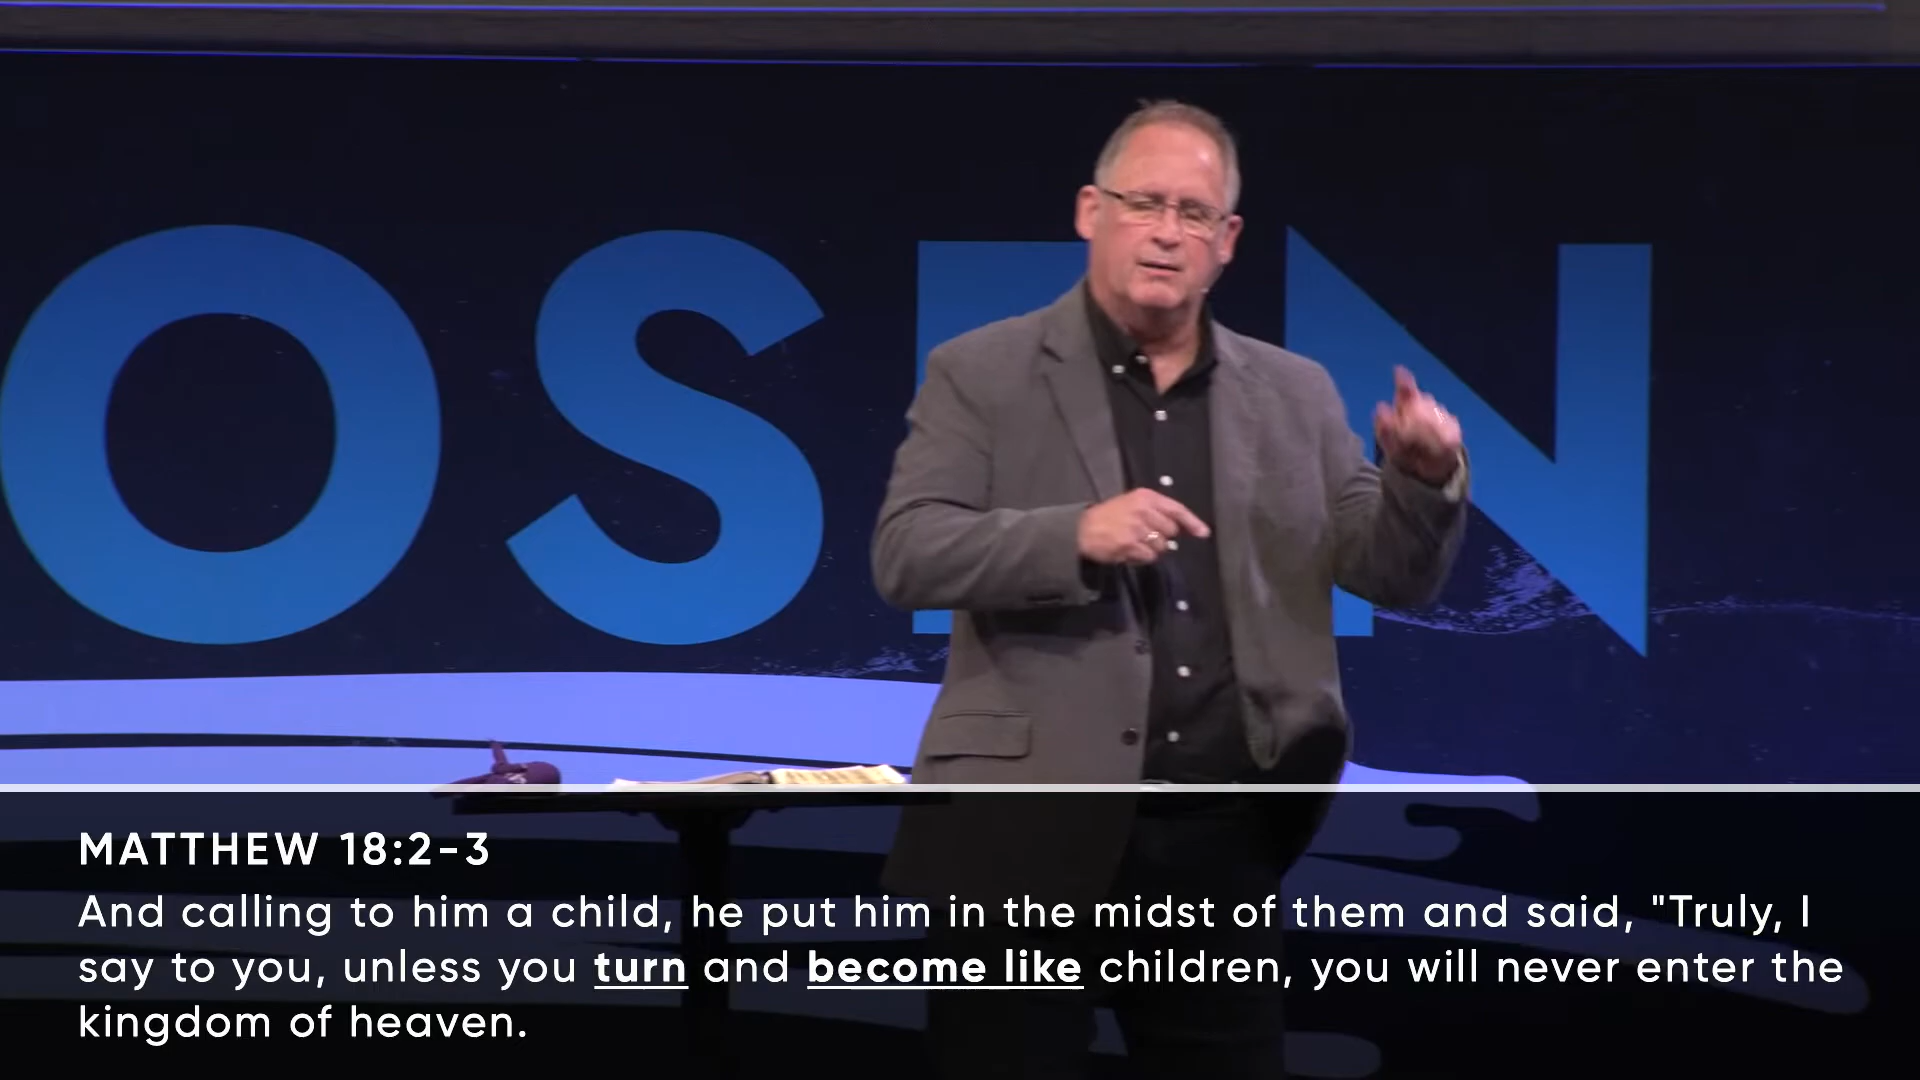 OSEN
MATTHEW 18:2-3
And calling to him a child, he put him in the midst of them and said, "Truly, I
say to you, unless you turn and become like children, you will never enter the
kingdom of heaven.